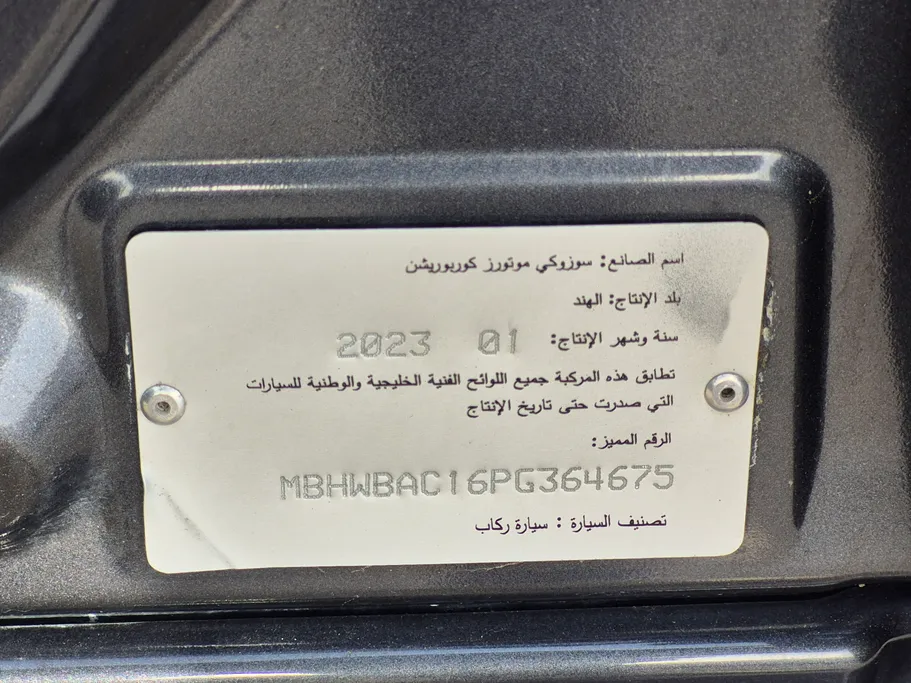 اسم الصانع: سوزوكي موتورز كوربوريشن
بلد الإنتاج: الهند
سنة وشهر الإنتاج: 01 2023
تطابق هذه المركبة جميع اللوائح الفنية الخليجية والوطنية للسيارات
التي صدرت حتى تاريخ الإنتاج
الرقم المميز:
MBHWBAC16PG364675
تصنيف السيارة : سيارة ركاب